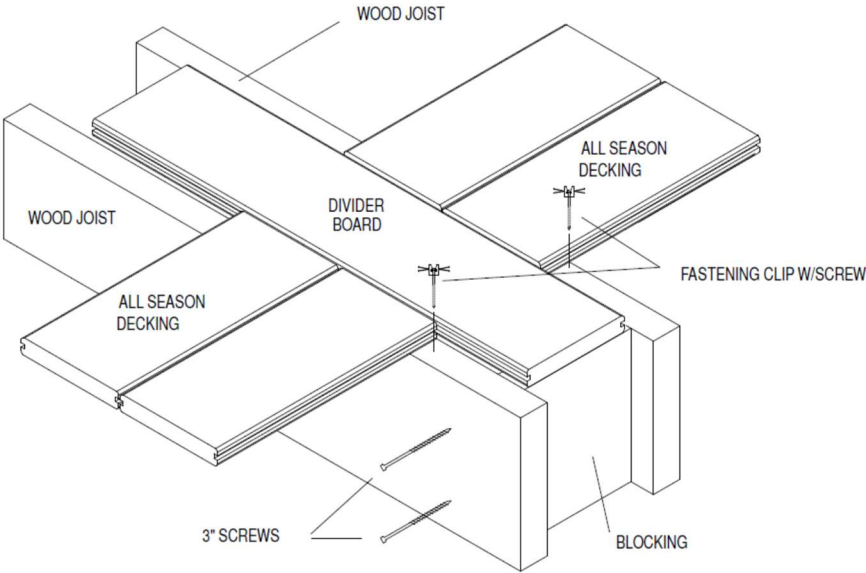 WOOD JOIST
ALL SEASON
DECKING
DIVIDER
BOARD
WOOD JOIST
FASTENING CLIP W/SCREW
ALL SEASON
DECKING
3" SCREWS
BLOCKING